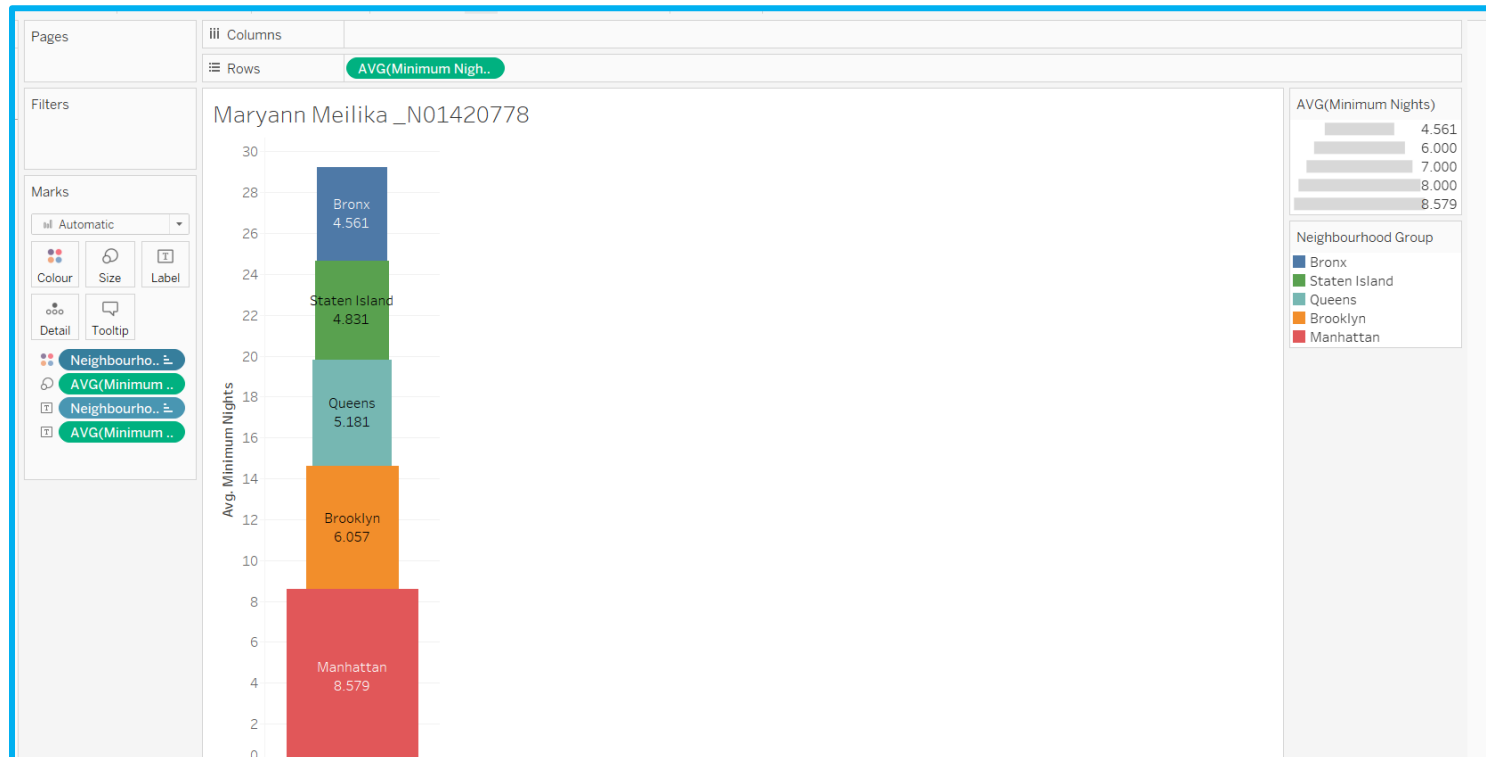 Pages
Columns
Rows
AVG(Minimum Nigh..
Filters
Marks
Automatic
Colour
Size
Label
Detail
Tooltip
Neighbourho..
AVG(Minimum ..
Neighbourho..
AVG(Minimum ..
Maryann Meilika _N01420778
Avg. Minimum Nights
30
28
26
24
22
20
18
16
14
12
10
8
6
4
2
0
Bronx
4.561
Staten Island
4.831
Queens
5.181
Brooklyn
6.057
Manhattan
8.579
AVG(Minimum Nights)
4.561
6.000
7.000
8.000
8.579
Neighbourhood Group
Bronx
Staten Island
Queens
Brooklyn
Manhattan